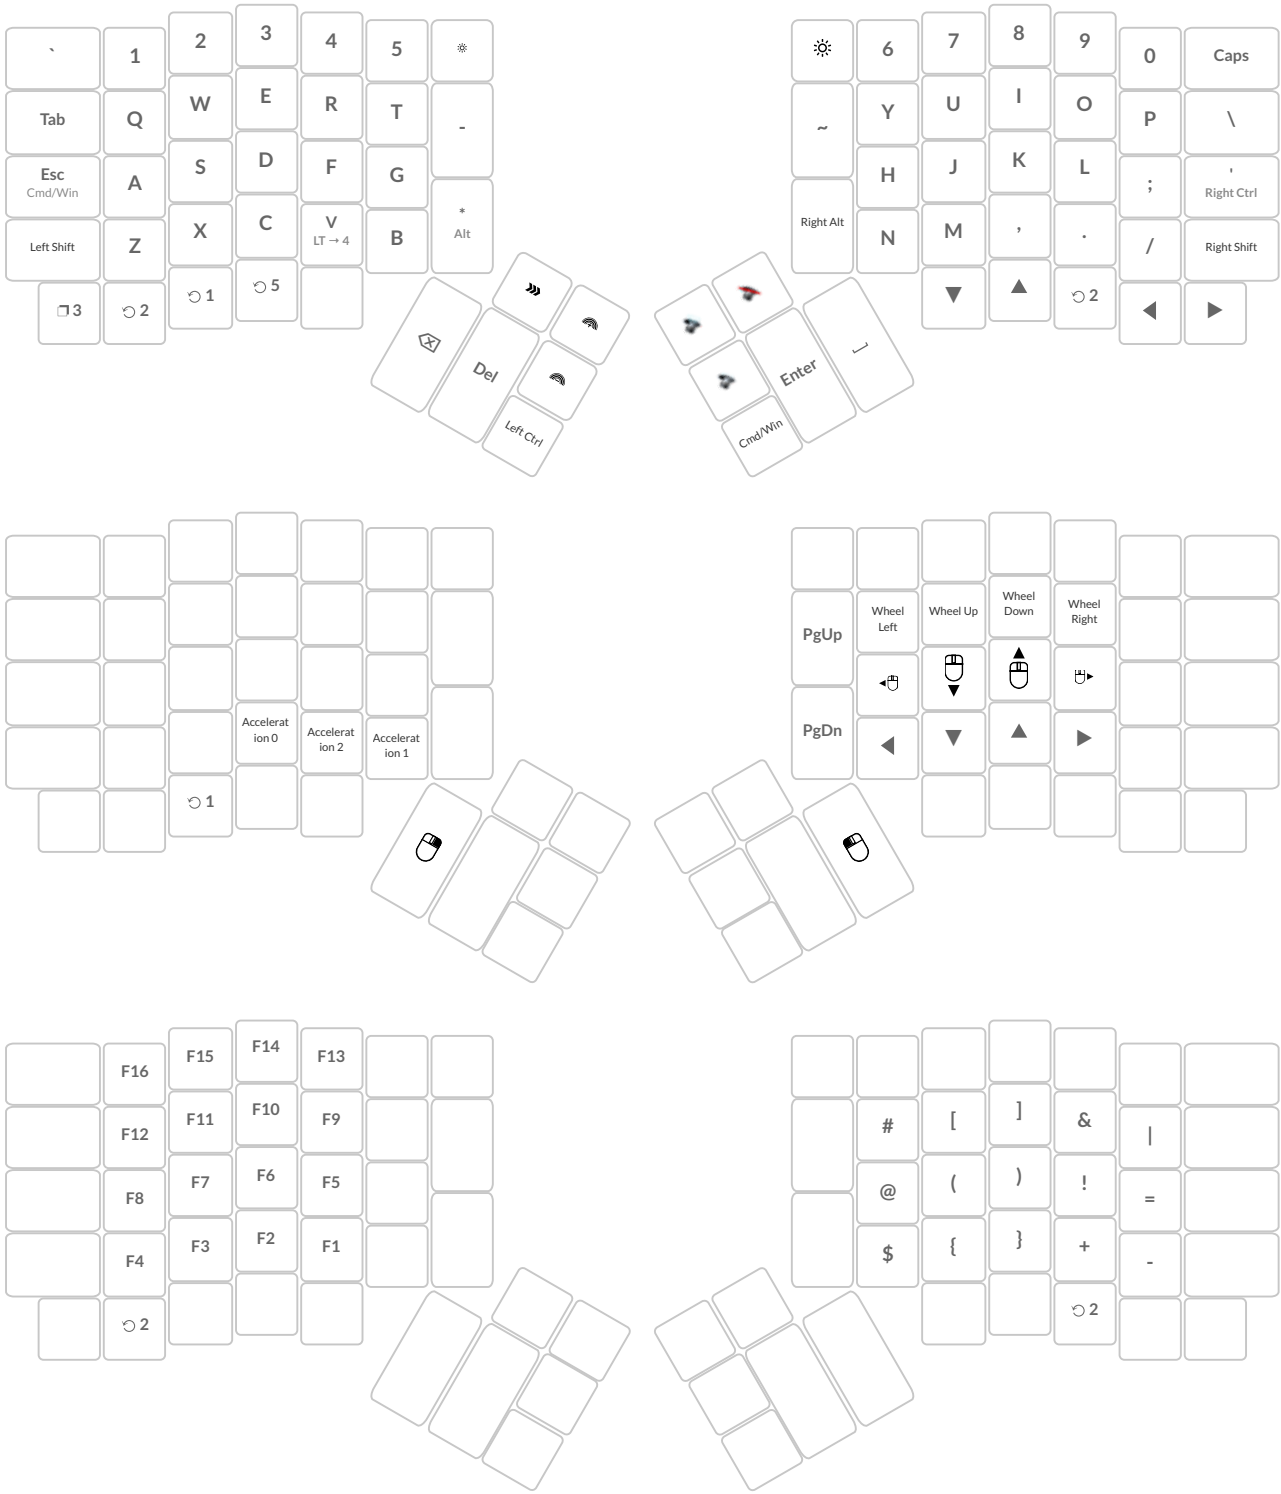 ` 1 2 3 4 5 6 7 8 9 0 Caps
Tab Q W E R T - ~ Y U I O P \
Esc A S D F G H J K L ; '
Cmd/Win Right Ctrl
Left Shift Z X C V B * Right Alt N M , . / Right Shift
LT → 4 Alt
3 2 1 5 2
Del Enter
Left Ctrl Cmd/Win
PgUp Wheel Left Wheel Up Wheel Down Wheel Right
Accelerat
ion 0
Accelerat
ion 2
Accelerat
ion 1
PgDn
1
F16 F15 F14 F13
F12 F11 F10 F9 # [ ] & |
F8 F7 F6 F5 @ ( ) ! =
F4 F3 F2 F1 $ { } + -
2 2